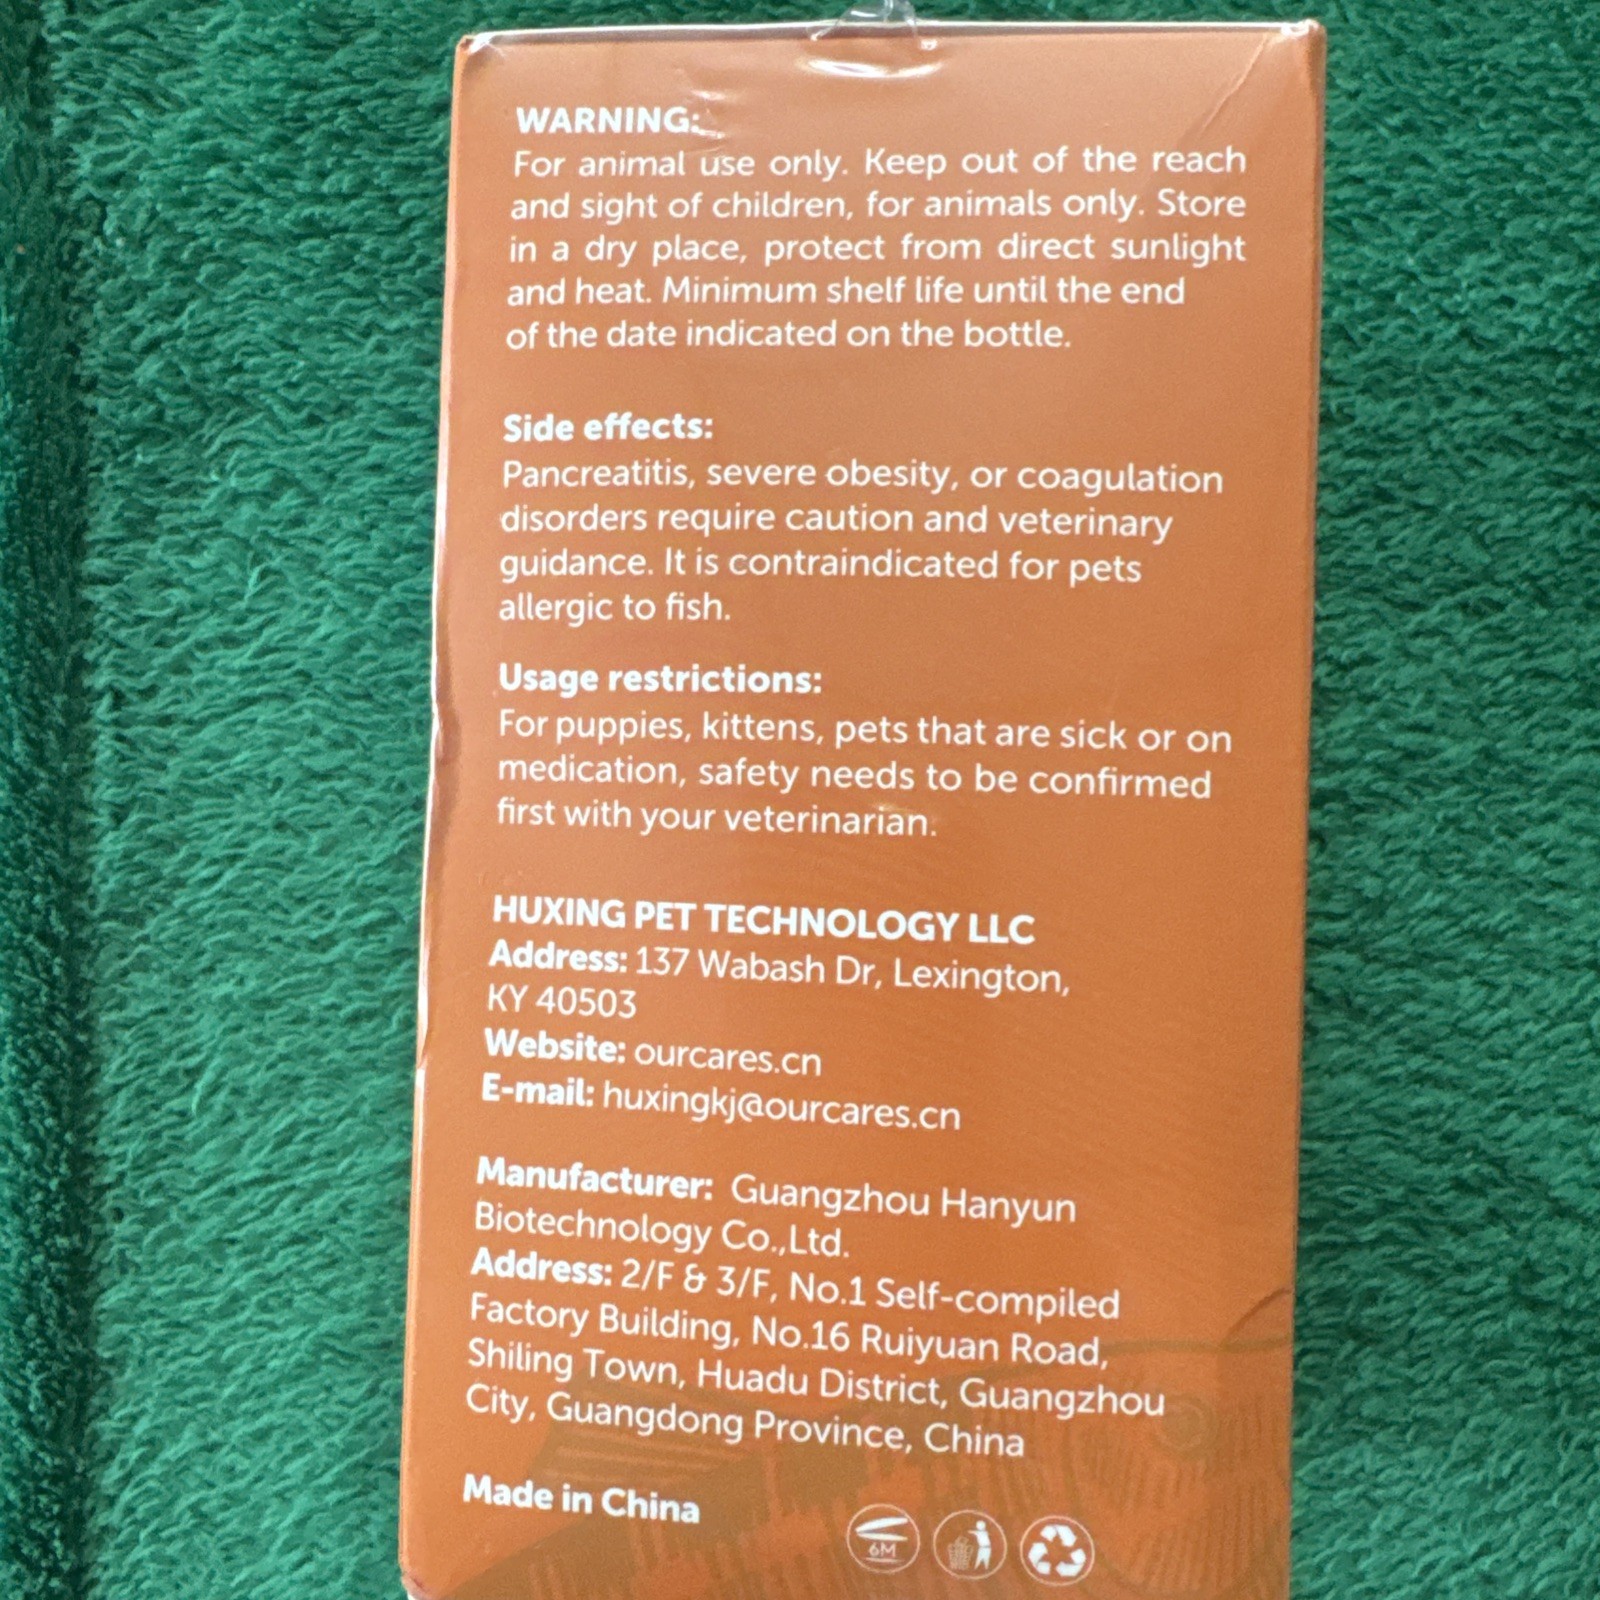 WARNING:
For animal use only. Keep out of the reach
and sight of children, for animals only. Store
in a dry place, protect from direct sunlight
and heat. Minimum shelf life until the end
of the date indicated on the bottle.
Side effects:
Pancreatitis, severe obesity, or coagulation
disorders require caution and veterinary
guidance. It is contraindicated for pets
allergic to fish.
Usage restrictions:
For puppies, kittens, pets that are sick or on
medication, safety needs to be confirmed
first with your veterinarian.
HUXING PET TECHNOLOGY LLC
Address: 137 Wabash Dr, Lexington,
KY 40503
Website: ourcares.cn
E-mail: huxingkj@ourcares.cn
Manufacturer: Guangzhou Hanyun
Biotechnology Co.,Ltd.
Address: 2/F & 3/F, No.1 Self-compiled
Factory Building, No.16 Ruiyuan Road,
Shiling Town, Huadu District, Guangzhou
City, Guangdong Province, China
Made in China
6M